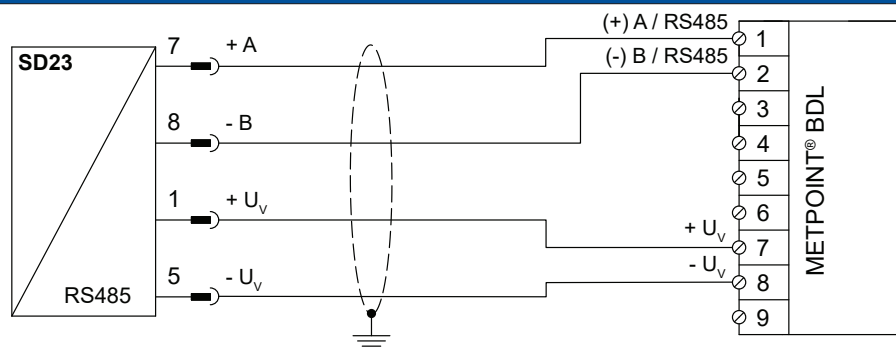 SD23
RS485
7
+ A
8
- B
1
+ Uv
5
- Uv
(+) A / RS485
(-) B / RS485
+ Uv
- Uv
1
2
3
4
5
6
7
8
9
METPOINT® BDL